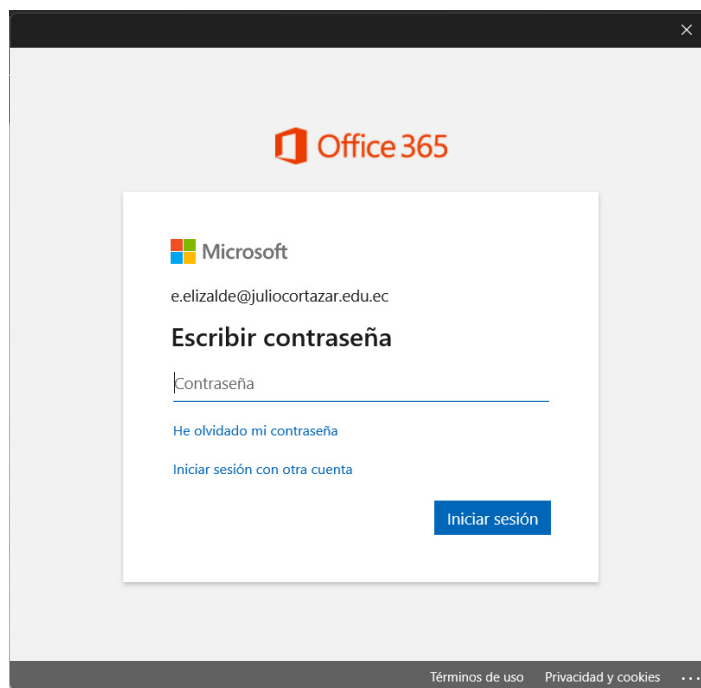 Office 365
Microsoft
e.elizalde@juliocortazar.edu.ec
Escribir contraseña
Contraseña
He olvidado mi contraseña
Iniciar sesión con otra cuenta
Iniciar sesión
Términos de uso Privacidad y cookies ...